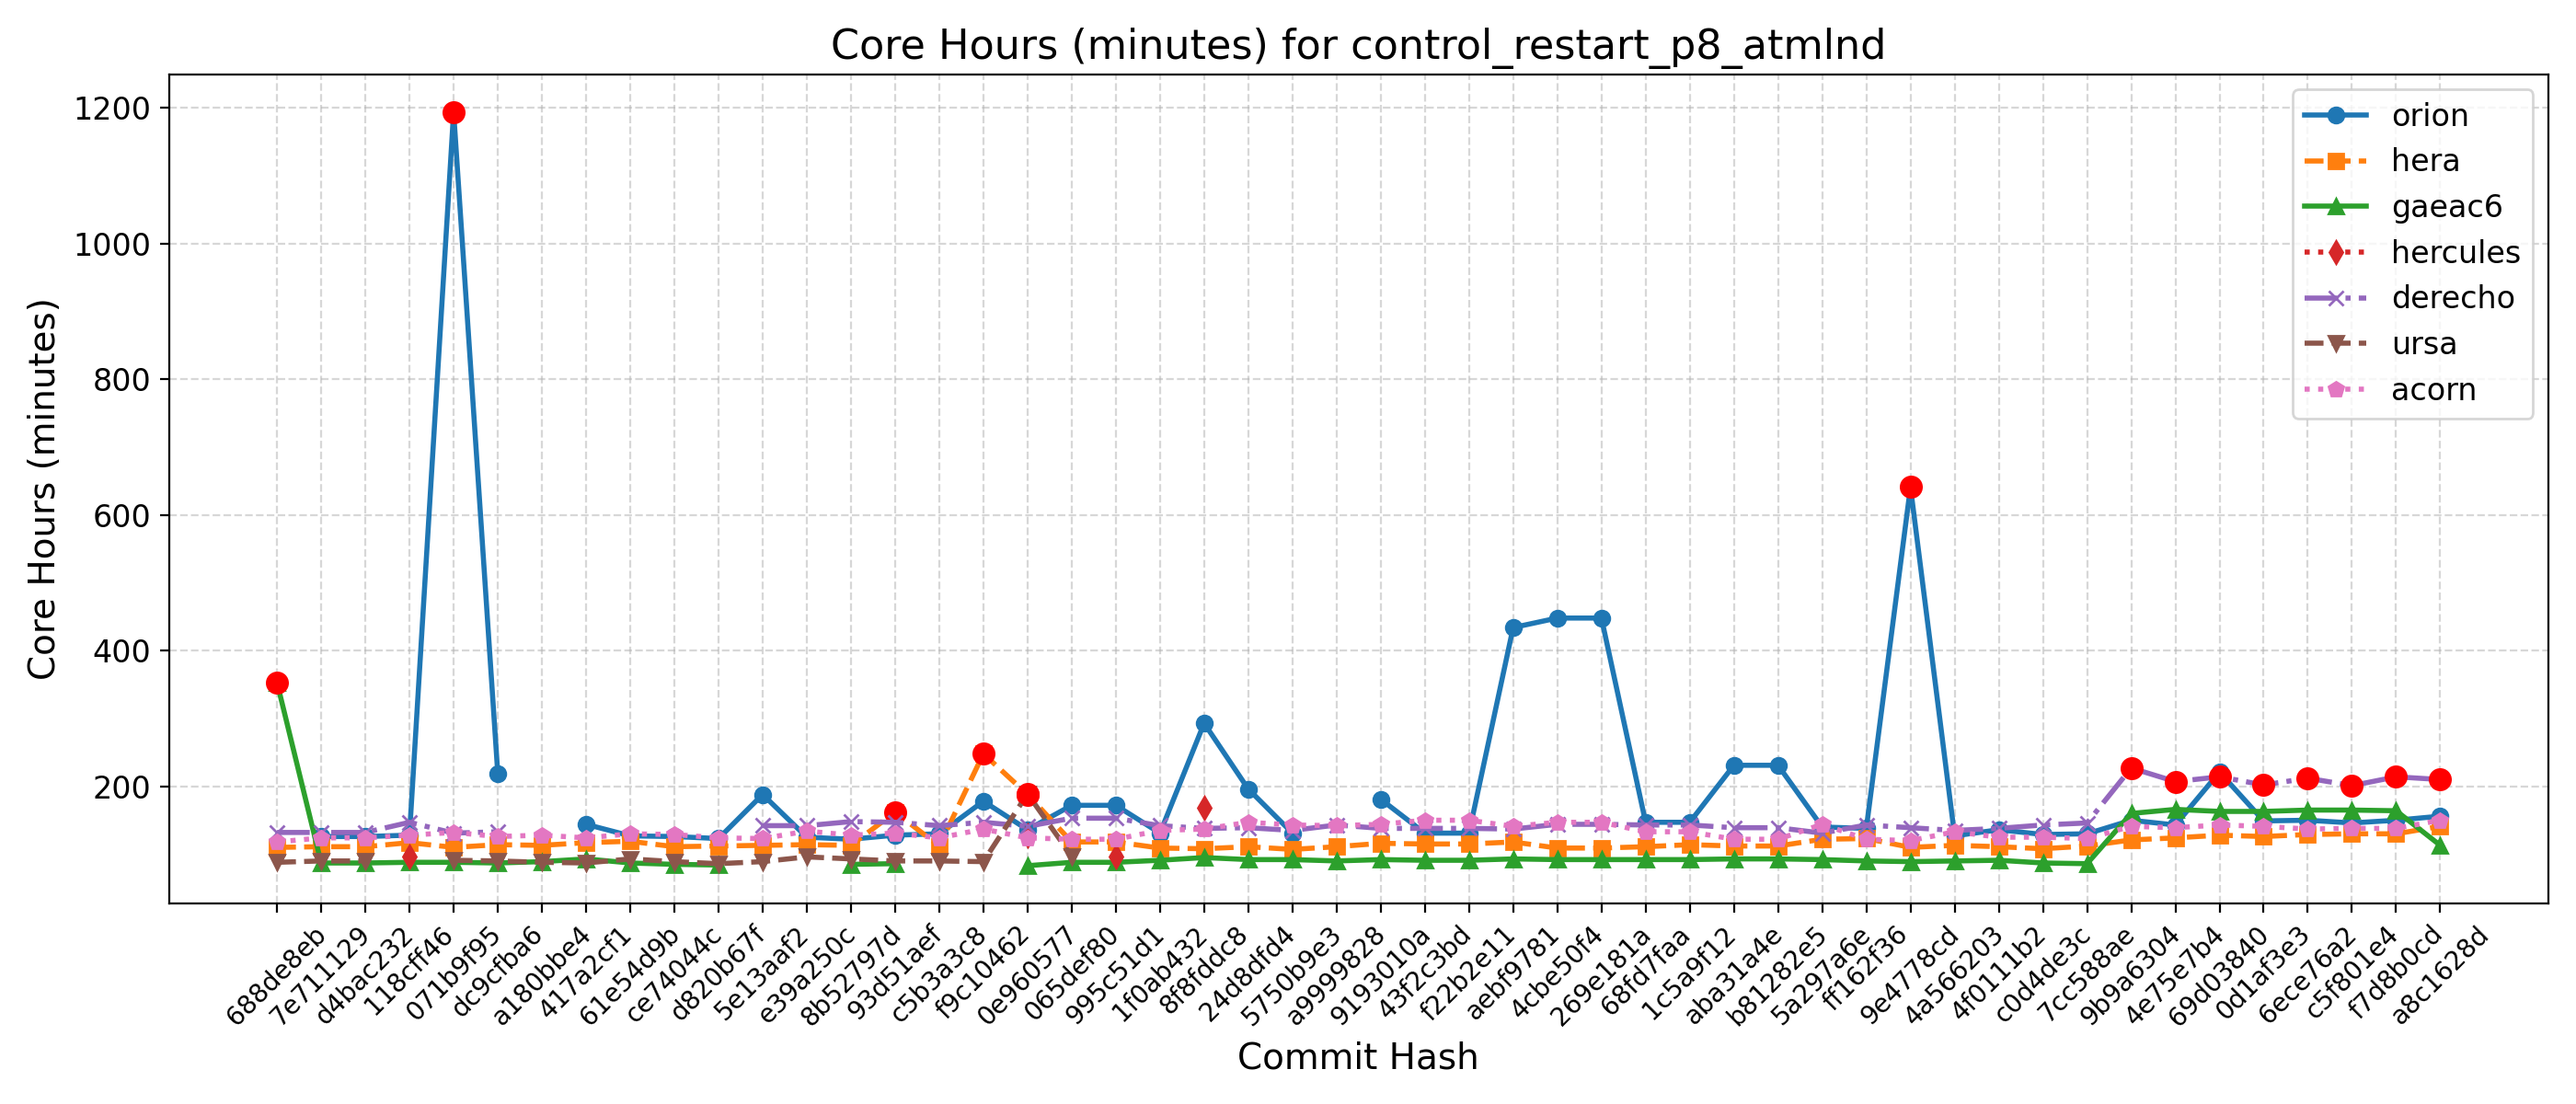 Core Hours (minutes) for control_restart_p8_atmlnd
Core Hours (minutes)
1200
1000
800
600
400
200
orion
hera
gaeac6
hercules
derecho
ursa
acorn
688de8eb
7e711129
d4bac232
118cff46
071b9f95
dc9cfba6
a180bbe4
417a2cf1
61e54d9b
ce74044c
d820b67f
5e13aaf2
e39a250c
8b52797d
93d51aef
c5b3a3c8
f9c10462
0e960577
065def80
995c51d1
1f0ab432
8f8fddc8
24d8dfd4
5750b9e3
a9999828
9193010a
43f2c3bd
f22b2e11
aebf9781
4cbe50f4
269e181a
68fd7faa
1c5a9f12
aba31a4e
b81282e5
5a297a6e
ff162f36
9e4778cd
4a566203
4f0111b2
c0d4de3c
7cc588ae
9b9a6304
4e75e7b4
69d03840
0d1af3e3
6ece76a2
c5f801e4
f7d8b0cd
a8c1628d
Commit Hash